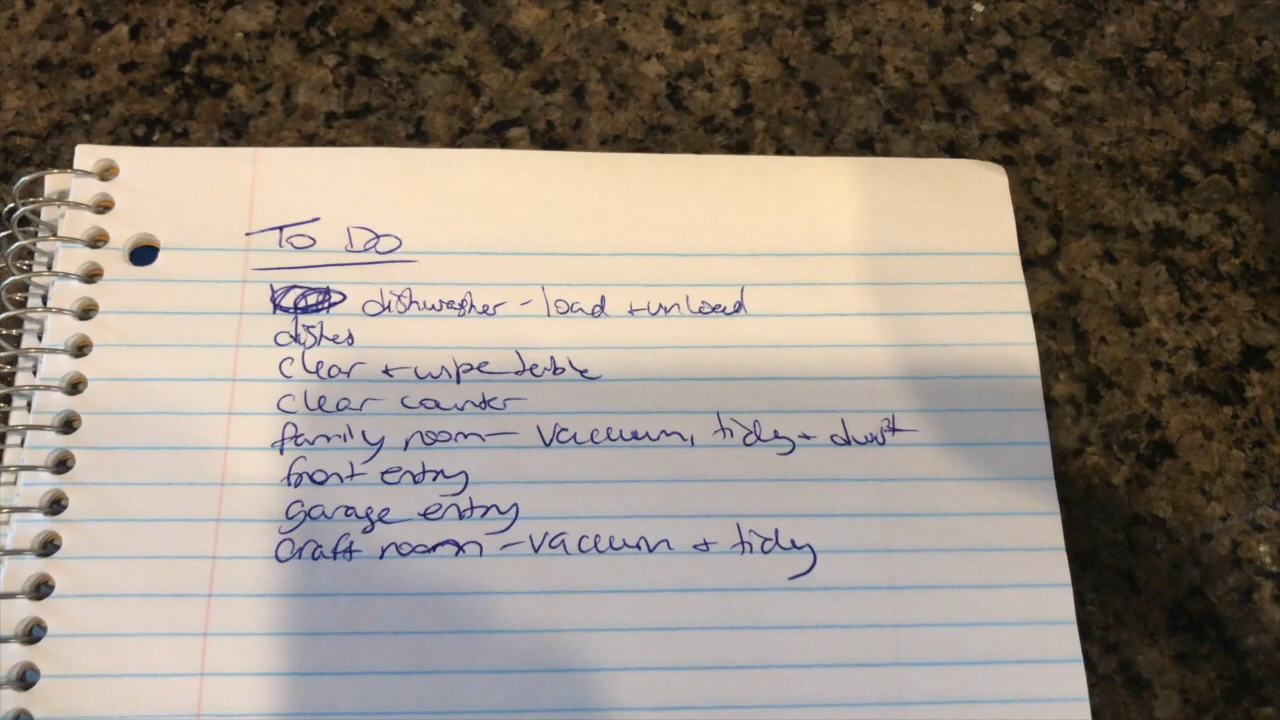 TO DO
dishwasher - load + unload
dishes
clear + wipe table
clear counter
family room - vacuum, tidy + dust
front entry
garage entry
craft room - vacuum + tidy